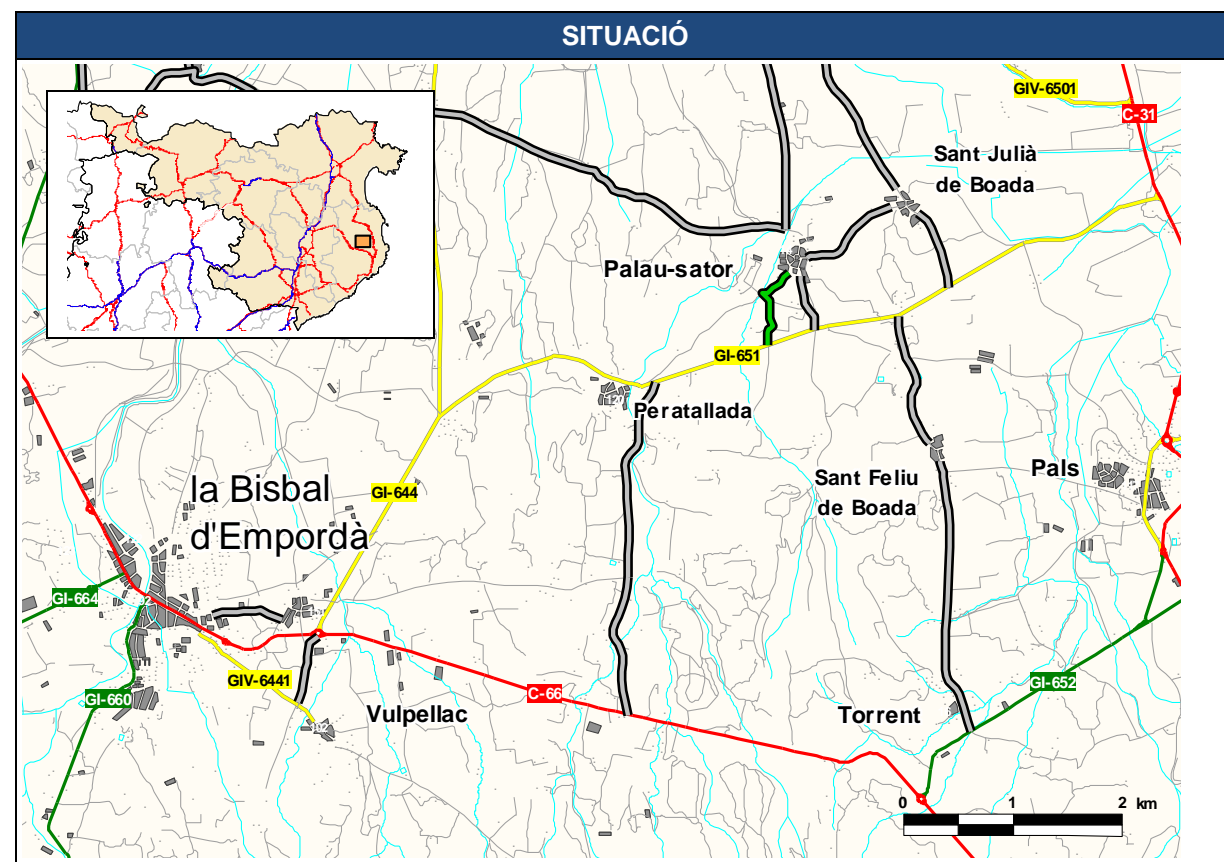 SITUACIÓ
GIV-6501
C-31
Sant Julià
de Boada
Palau-sator
GI-651
Peratallada
la Bisbal
d'Empordà
GI-644
Sant Feliu
de Boada
Pals
GI-664
GIV-6441
GI-660
C-66
Vulpellac
Torrent
GI-652
0 1 2 km